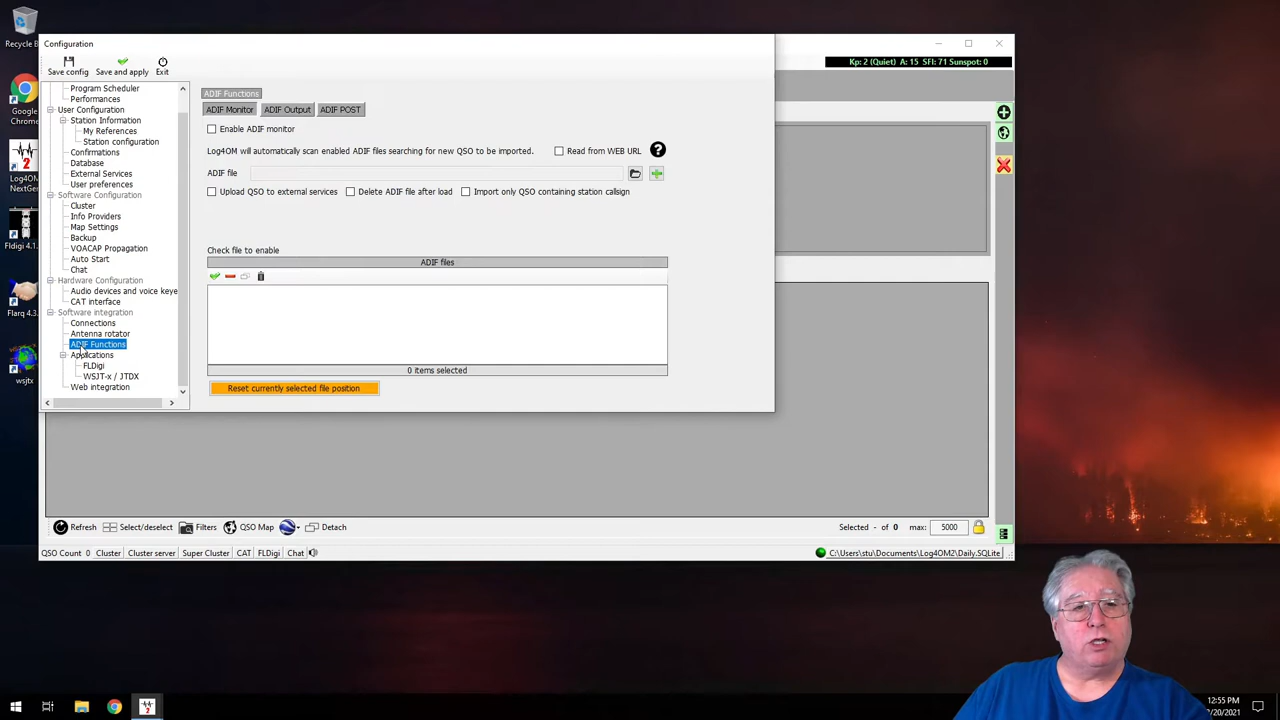 Recycle B
Google
Chrome
Log4OM
NextGer
Fldigi 4.1.
Flarq 4.3.
wsjtx
Configuration
Save config
Save and apply
Exit
Program Scheduler
Performances
User Configuration
Station Information
My References
Station configuration
Confirmations
Database
External Services
User preferences
Software Configuration
Cluster
Info Providers
Map Settings
Backup
VOACAP Propagation
Auto Start
Chat
Hardware Configuration
Audio devices and voice keye
CAT interface
Software integration
Connections
Antenna rotator
ADIF Functions
Applications
FLDigi
WSJT-x / JTDX
Web integration
ADIF Functions
ADIF Monitor ADIF Output ADIF POST
Enable ADIF monitor
Log4OM will automatically scan enabled ADIF files searching for new QSO to be imported. Read from WEB URL
ADIF file
Upload QSO to external services Delete ADIF file after load Import only QSO containing station callsign
Check file to enable
ADIF files
0 items selected
Reset currently selected file position
Kp: 2 (Quiet) A: 15 SFI: 71 Sunspot: 0
Refresh Select/deselect Filters QSO Map Detach Selected - of 0 max: 5000
QSO Count 0 Cluster Cluster server Super Cluster CAT FLDigi Chat C:\Users\stu\Documents\Log4OM2\Daily.SQLite
2
12:55 PM
/20/2021